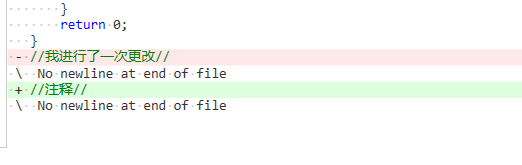 }
return 0;
}
- //我进行了一次更改//
\ No newline at end of file
+ //注释//
\ No newline at end of file